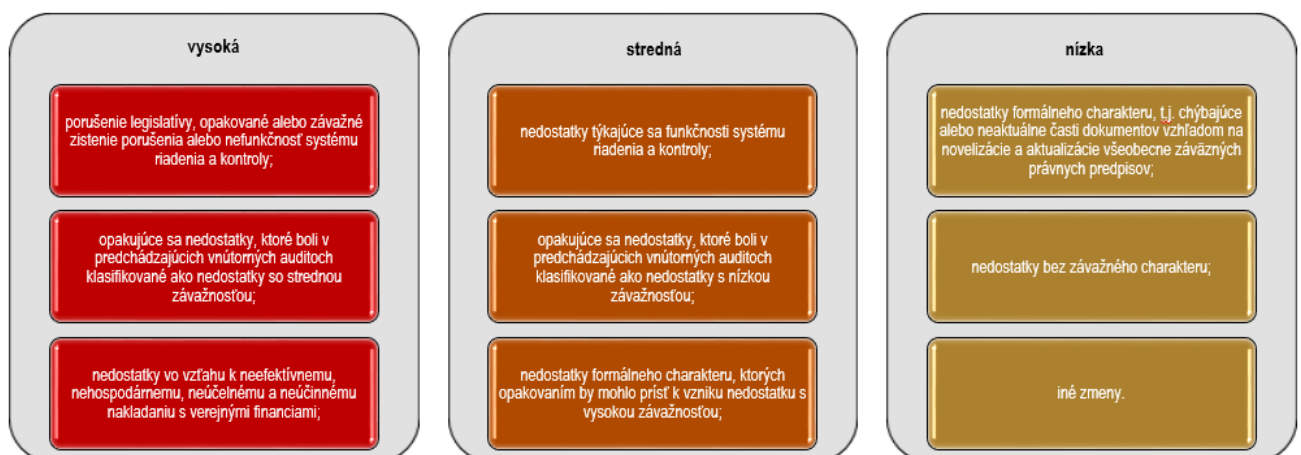 vysoká
porušenie legislatívy, opakované alebo závažné
zistenie porušenia alebo nefunkčnosť systému
riadenia a kontroly;
opakujúce sa nedostatky, ktoré boli v
predchádzajúcich vnútorných auditoch
klasifikované ako nedostatky so strednou
závažnosťou;
nedostatky vo vzťahu k neefektívnemu,
nehospodárnemu, neúčelnému a neúčinnému
nakladaniu s verejnými financiami;
stredná
nedostatky týkajúce sa funkčnosti systému
riadenia a kontroly;
opakujúce sa nedostatky, ktoré boli v
predchádzajúcich vnútorných auditoch
klasifikované ako nedostatky s nízkou
závažnosťou;
nedostatky formálneho charakteru, ktorých
opakovaním by mohlo prísť k vzniku nedostatku s
vysokou závažnosťou;
nízka
nedostatky formálneho charakteru, t.j. chýbajúce
alebo neaktuálne časti dokumentov vzhľadom na
novelizácie a aktualizácie všeobecne záväzných
právnych predpisov;
nedostatky bez závažného charakteru;
iné zmeny.